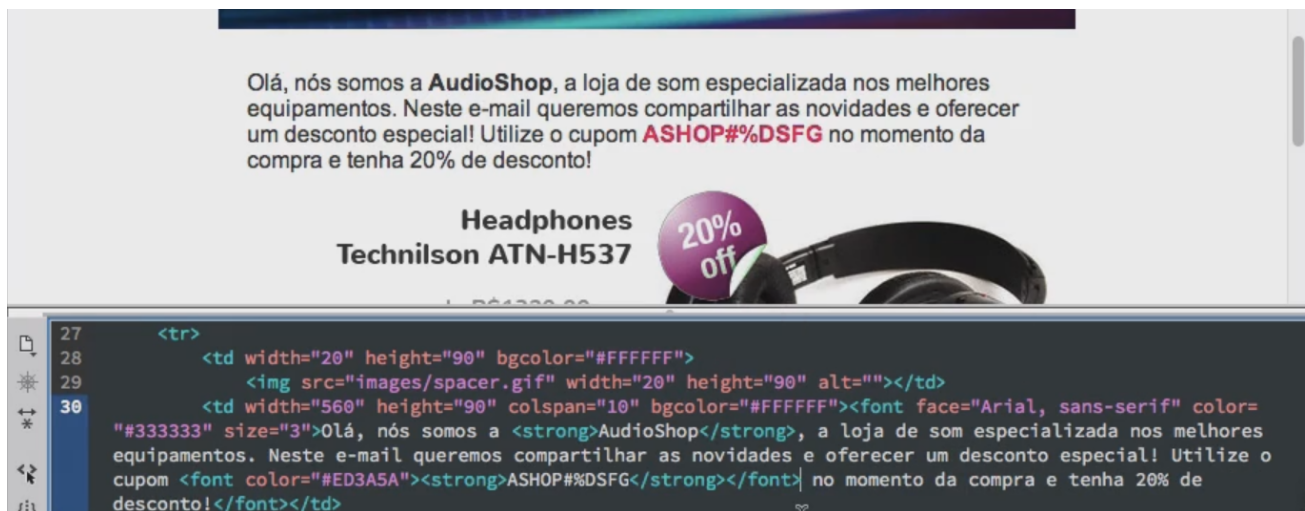 Olá, nós somos a AudioShop, a loja de som especializada nos melhores
equipamentos. Neste e-mail queremos compartilhar as novidades e oferecer
um desconto especial! Utilize o cupom ASHOP#%DSFG no momento da
compra e tenha 20% de desconto!
Headphones
Technilson ATN-H537
20%
off
27 <tr>
28 <td width="20" height="90" bgcolor="#FFFFFF">
29 <img src="images/spacer.gif" width="20" height="90" alt=""></td>
30 <td width="560" height="90" colspan="10" bgcolor="#FFFFFF"><font face="Arial, sans-serif" color=
"#333333" size="3">Olá, nós somos a <strong>AudioShop</strong>, a loja de som especializada nos melhores
equipamentos. Neste e-mail queremos compartilhar as novidades e oferecer um desconto especial! Utilize o
cupom <font color="#ED3A5A"><strong>ASHOP#%DSFG</strong></font> no momento da compra e tenha 20% de
desconto!</font></td>